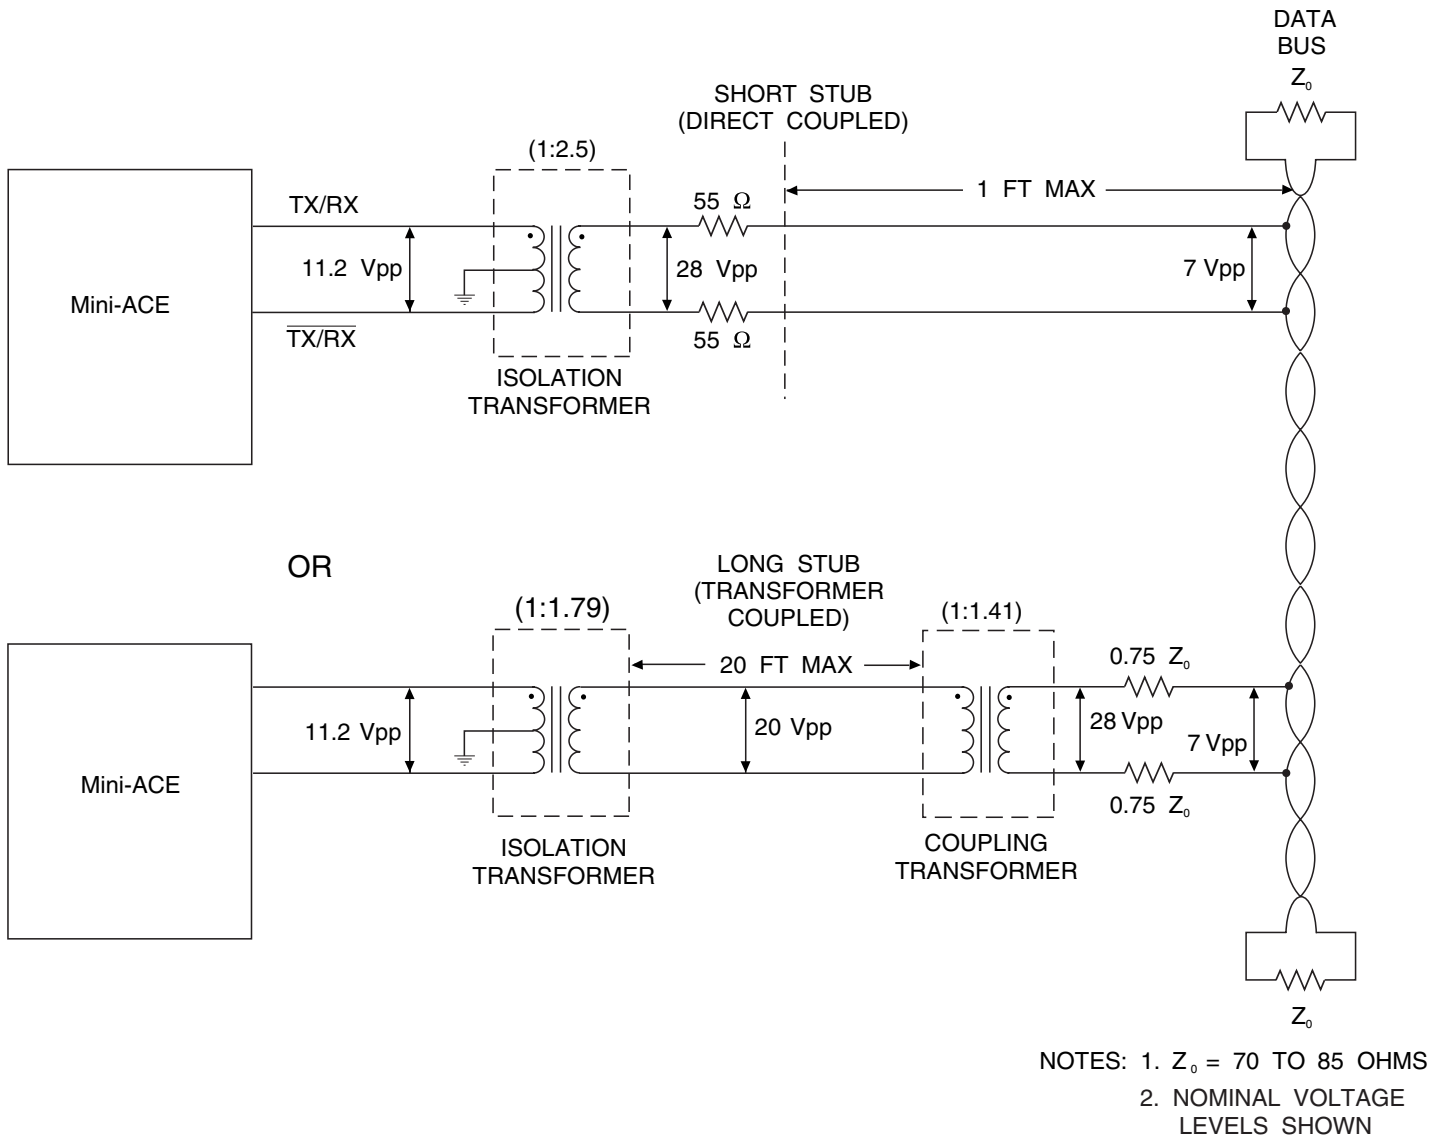 DATA
BUS
Z₀
SHORT STUB
(DIRECT COUPLED)
(1:2.5)
1 FT MAX
TX/RX
55 Ω
11.2 Vpp
28 Vpp
7 Vpp
Mini-ACE
T̅X̅/̅R̅X̅
55 Ω
ISOLATION
TRANSFORMER
OR
LONG STUB
(TRANSFORMER
COUPLED)
(1:1.79)
(1:1.41)
20 FT MAX
0.75 Z₀
11.2 Vpp
20 Vpp
28 Vpp
7 Vpp
Mini-ACE
0.75 Z₀
ISOLATION
TRANSFORMER
COUPLING
TRANSFORMER
Z₀
NOTES: 1. Z₀ = 70 TO 85 OHMS
2. NOMINAL VOLTAGE
LEVELS SHOWN